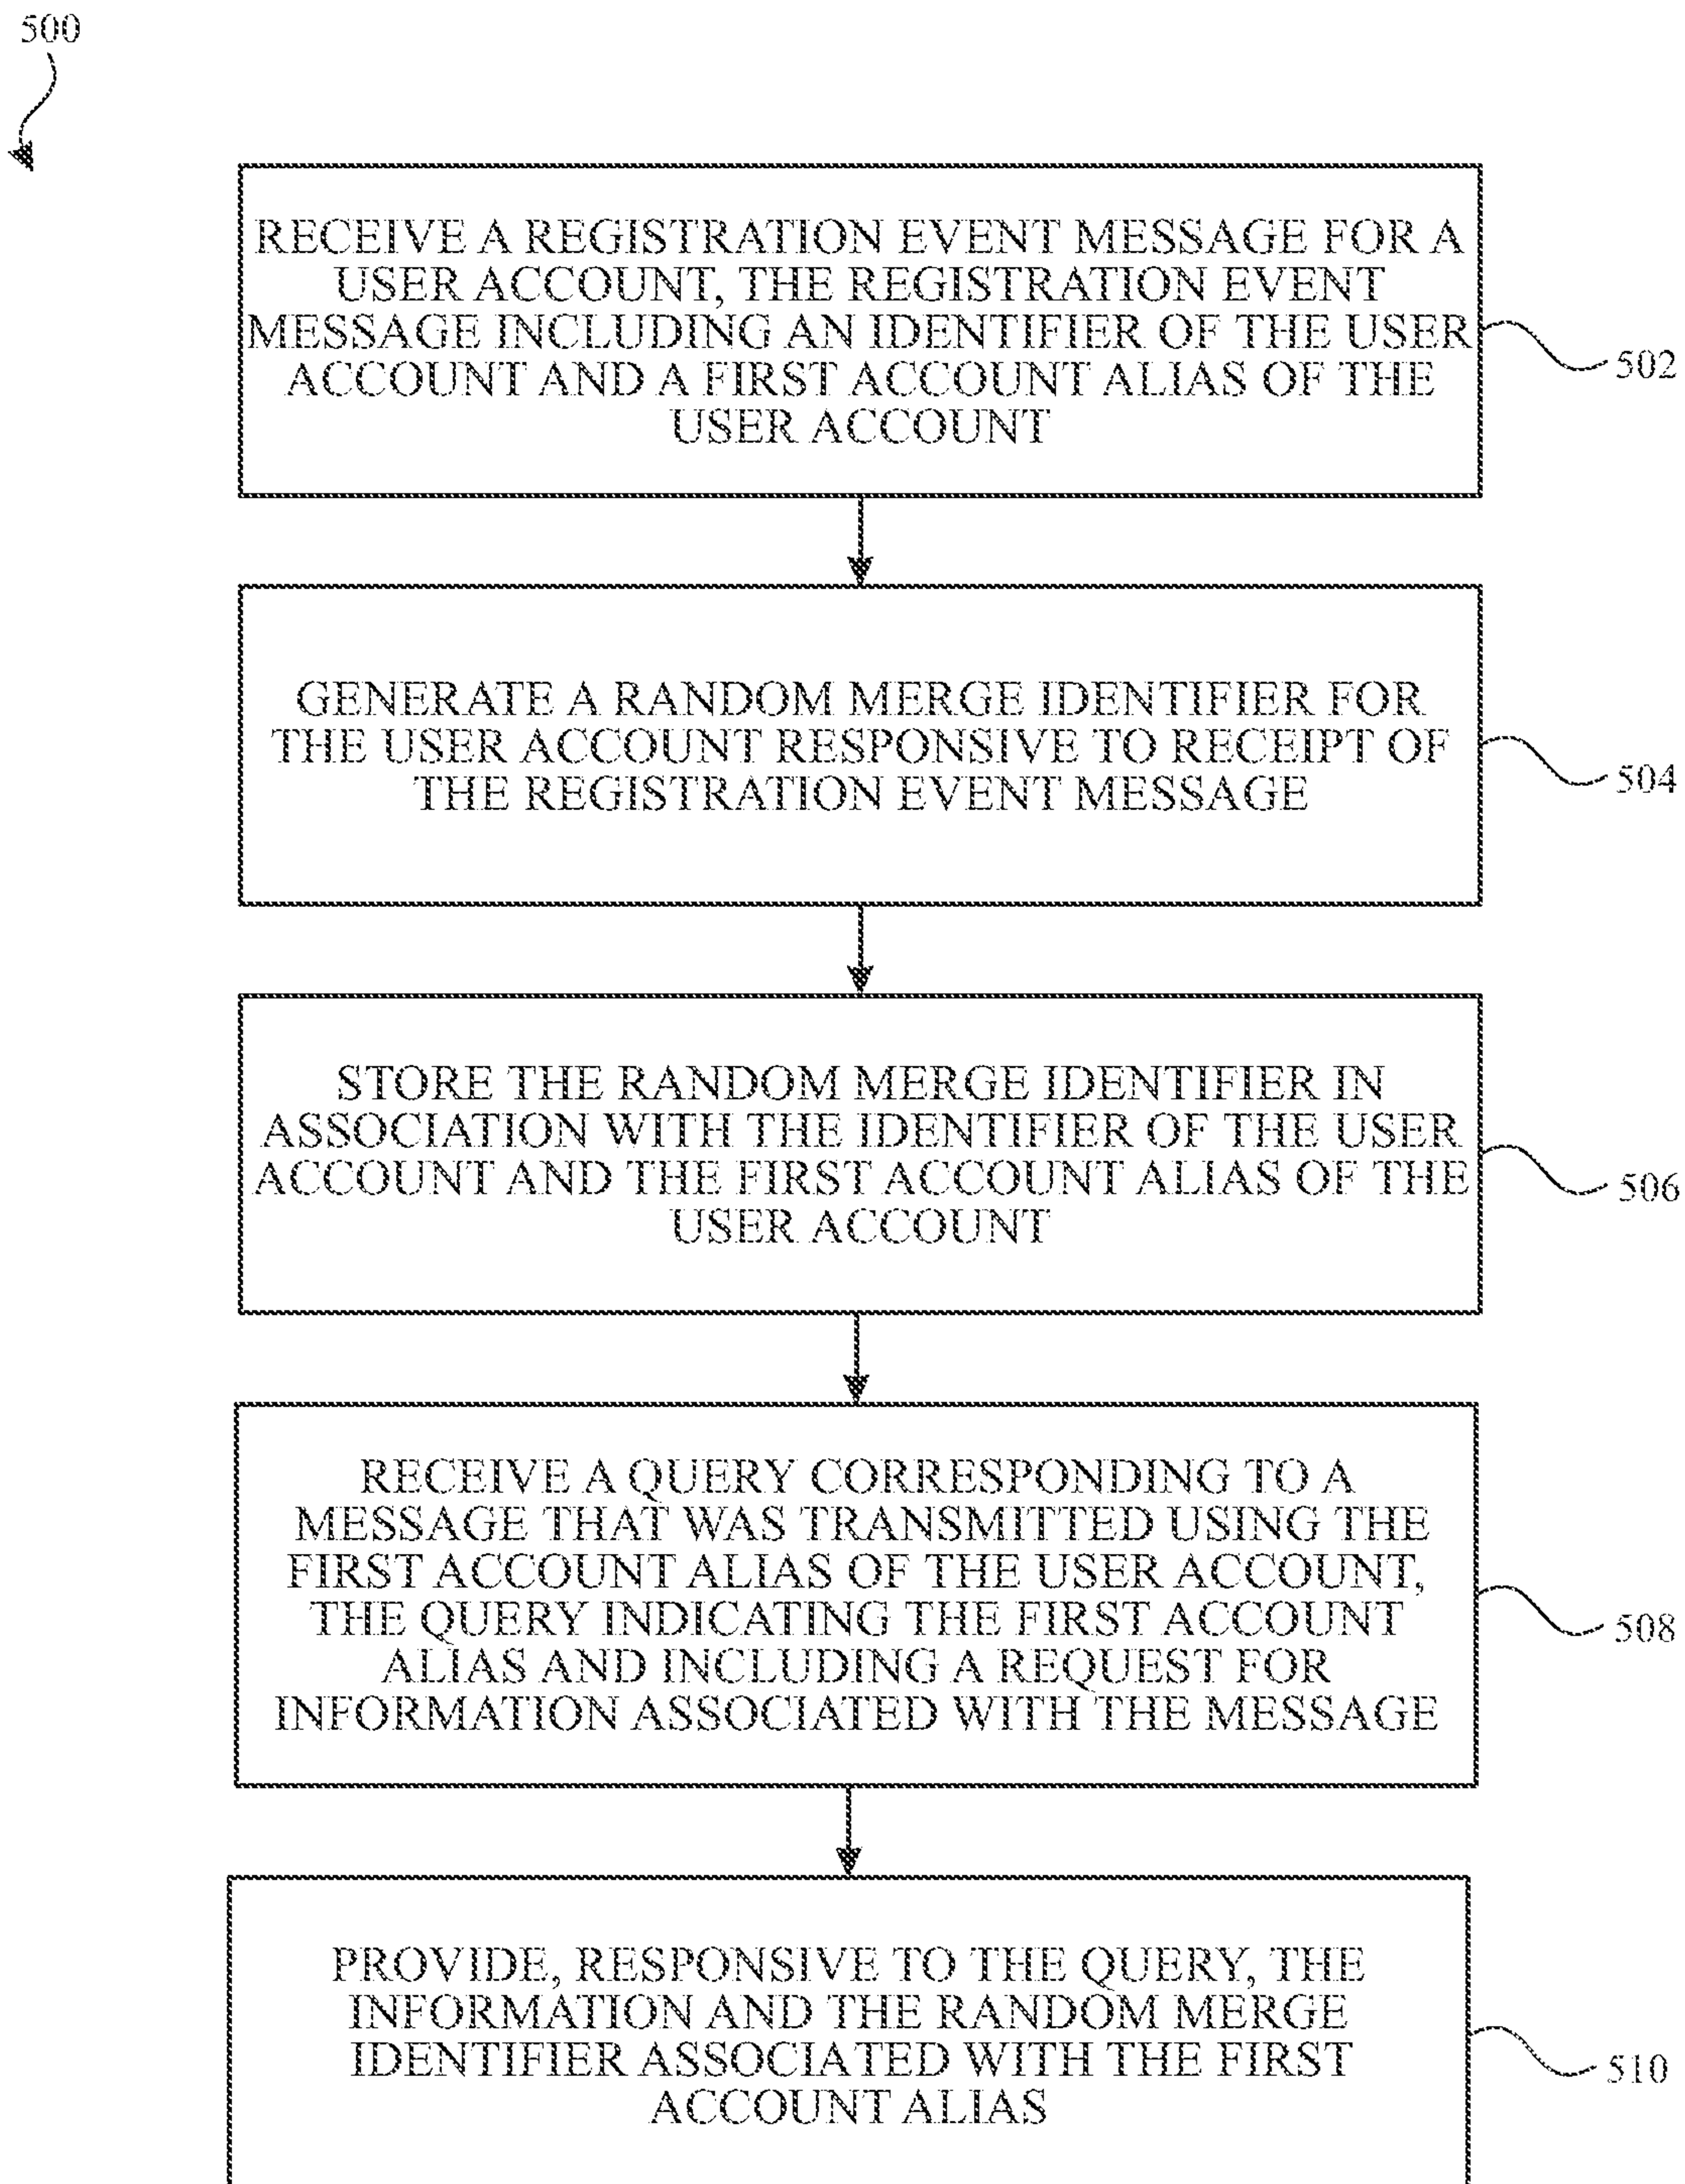 500
RECEIVE A REGISTRATION EVENT MESSAGE FOR A
USER ACCOUNT, THE REGISTRATION EVENT
MESSAGE INCLUDING AN IDENTIFIER OF THE USER
ACCOUNT AND A FIRST ACCOUNT ALIAS OF THE
USER ACCOUNT
502
GENERATE A RANDOM MERGE IDENTIFIER FOR
THE USER ACCOUNT RESPONSIVE TO RECEIPT OF
THE REGISTRATION EVENT MESSAGE
504
STORE THE RANDOM MERGE IDENTIFIER IN
ASSOCIATION WITH THE IDENTIFIER OF THE USER
ACCOUNT AND THE FIRST ACCOUNT ALIAS OF THE
USER ACCOUNT
506
RECEIVE A QUERY CORRESPONDING TO A
MESSAGE THAT WAS TRANSMITTED USING THE
FIRST ACCOUNT ALIAS OF THE USER ACCOUNT,
THE QUERY INDICATING THE FIRST ACCOUNT
ALIAS AND INCLUDING A REQUEST FOR
INFORMATION ASSOCIATED WITH THE MESSAGE
508
PROVIDE, RESPONSIVE TO THE QUERY, THE
INFORMATION AND THE RANDOM MERGE
IDENTIFIER ASSOCIATED WITH THE FIRST
ACCOUNT ALIAS
510